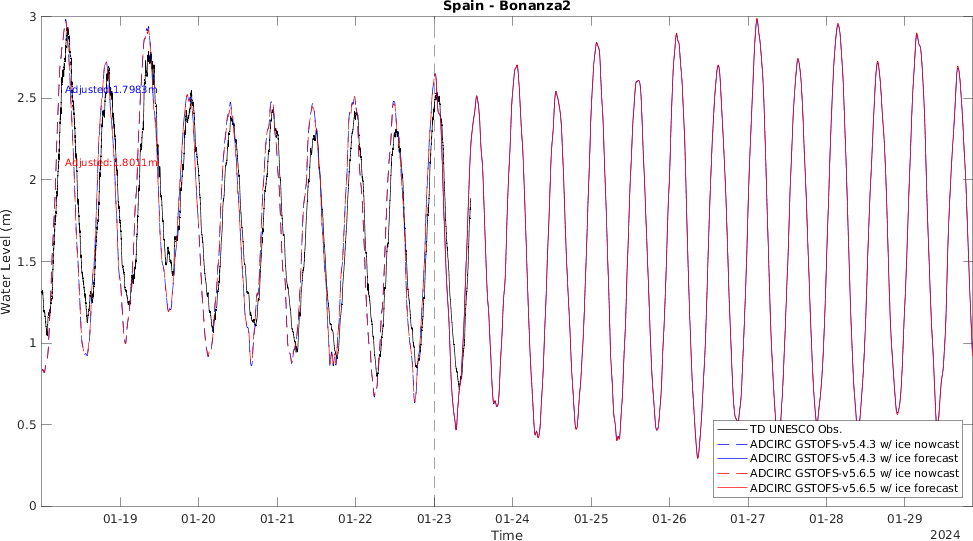 Spain - Bonanza2
Water Level (m)
3
2.5
2
1.5
1
0.5
0
Adjusted:1.7983m
Adjusted:1.8011m
TD UNESCO Obs.
ADCIRC GSTOFS-v5.4.3 w/ ice nowcast
ADCIRC GSTOFS-v5.4.3 w/ ice forecast
ADCIRC GSTOFS-v5.6.5 w/ ice nowcast
ADCIRC GSTOFS-v5.6.5 w/ ice forecast
01-19 01-20 01-21 01-22 01-23 01-24 01-25 01-26 01-27 01-28 01-29
Time
2024